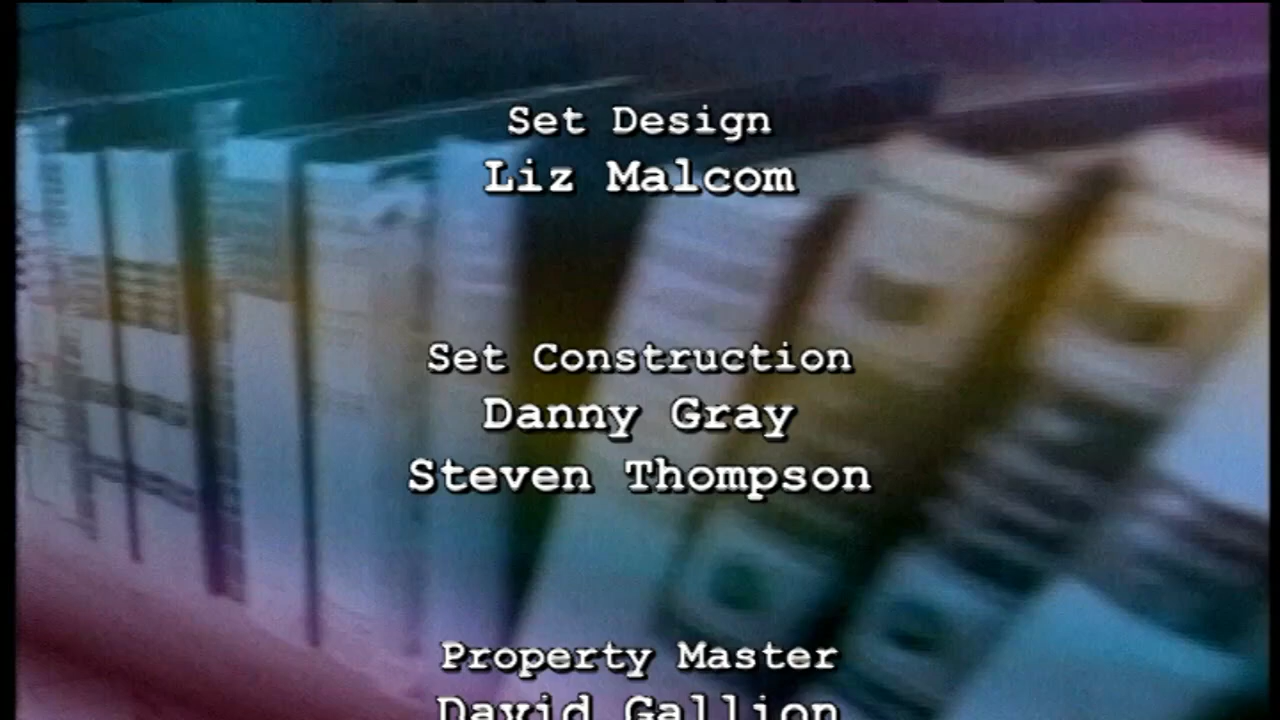 Set Design
Liz Malcom
Set Construction
Danny Gray
Steven Thompson
Property Master
David Gallion